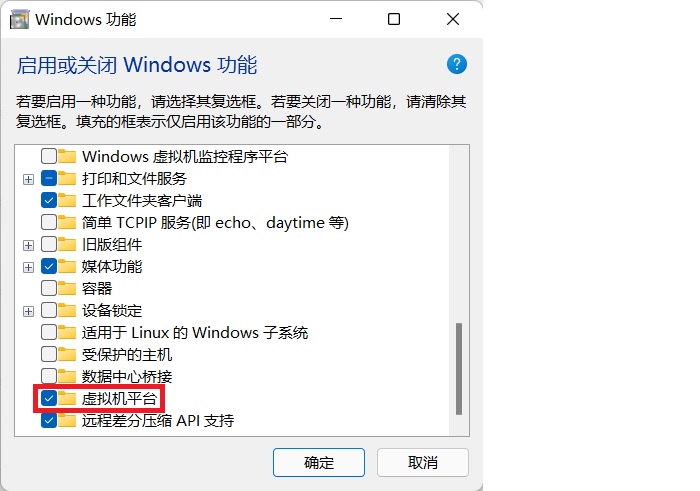 Windows 功能
启用或关闭 Windows 功能
?
若要启用一种功能，请选择其复选框。若要关闭一种功能，请清除其
复选框。填充的框表示仅启用该功能的一部分。
Windows 虚拟机监控程序平台
打印和文件服务
工作文件夹客户端
简单 TCPIP 服务(即 echo、daytime 等)
旧版组件
媒体功能
容器
设备锁定
适用于 Linux 的 Windows 子系统
受保护的主机
数据中心桥接
虚拟机平台
远程差分压缩 API 支持
确定 取消